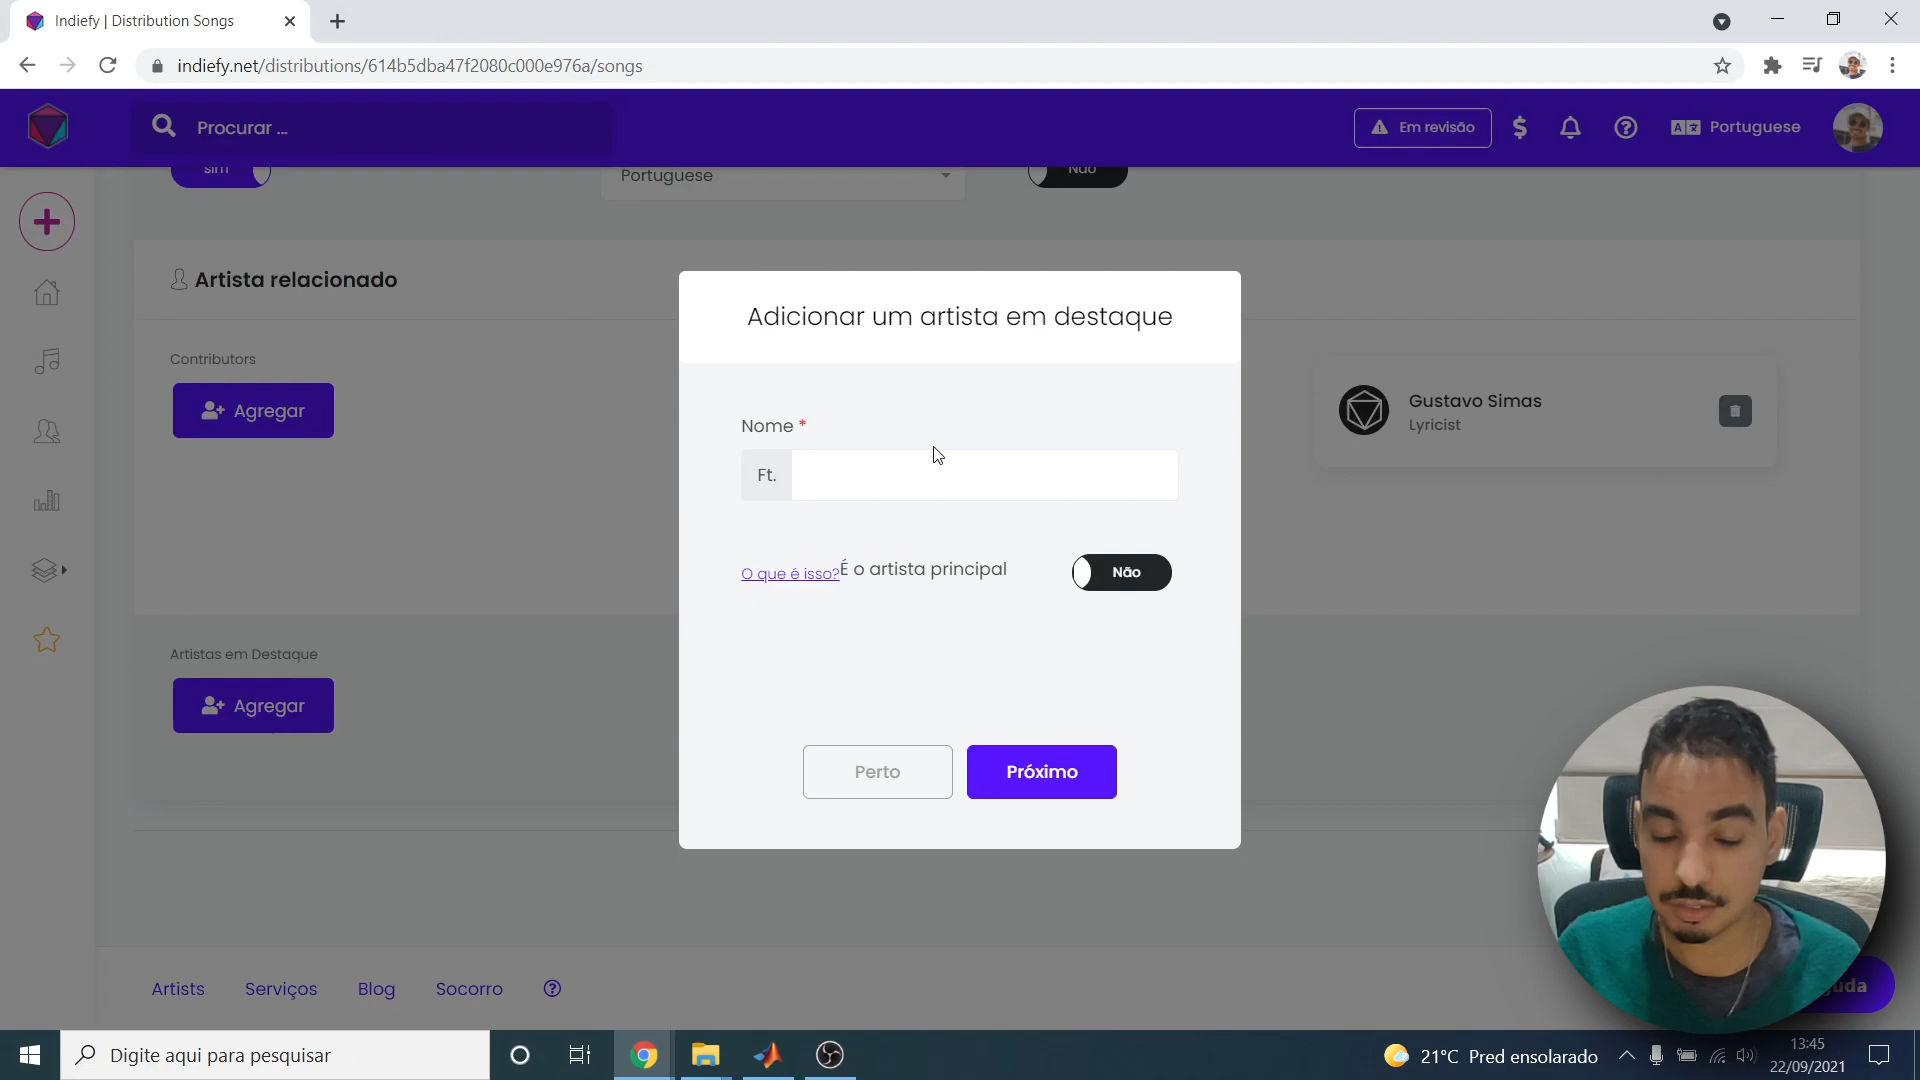 Indiefy | Distribution Songs
indiefy.net/distributions/614b5dba47f2080c000e976a/songs
Procurar ...
Em revisão
Portuguese
sim
Portuguese
Não
Artista relacionado
Contributors
Agregar
Gustavo Simas
Lyricist
Adicionar um artista em destaque
Nome *
Ft.
O que é isso?É o artista principal
Não
Artistas em Destaque
Agregar
Perto
Próximo
Artists
Serviços
Blog
Socorro
Digite aqui para pesquisar
21°C Pred ensolarado
13:45
22/09/2021